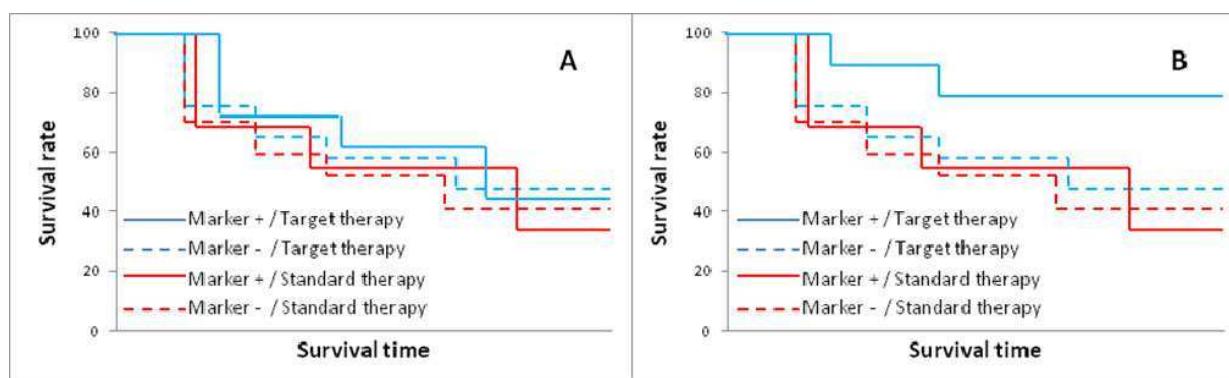 100
80
60
40
20
0
Survival rate
A
Marker + / Target therapy
Marker - / Target therapy
Marker + / Standard therapy
Marker - / Standard therapy
Survival time
100
80
60
40
20
0
Survival rate
B
Marker + / Target therapy
Marker - / Target therapy
Marker + / Standard therapy
Marker - / Standard therapy
Survival time